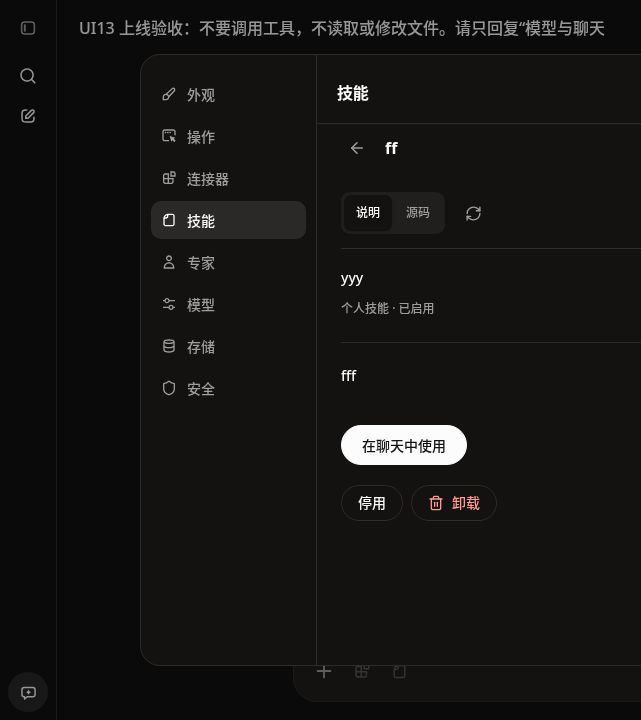 UI13 上线验收：不要调用工具，不读取或修改文件。请只回复“模型与聊天
外观
操作
连接器
技能
专家
模型
存储
安全
技能
ff
说明 源码
yyy
个人技能 · 已启用
fff
在聊天中使用
停用 卸载